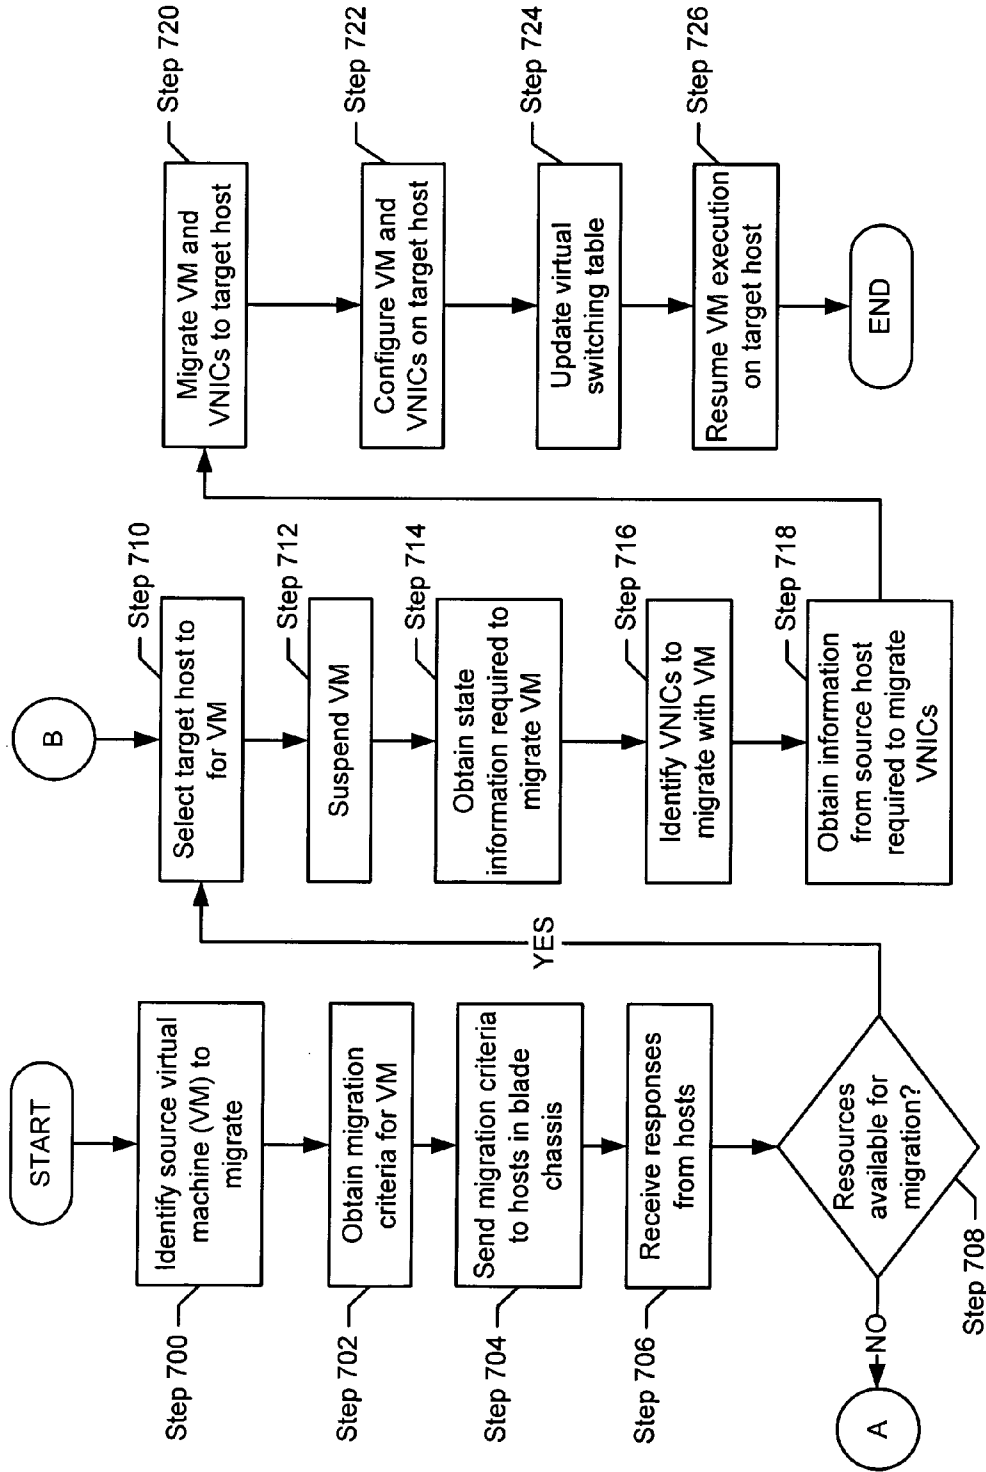 START
Step 700
Identify source virtual
machine (VM) to
migrate
Step 702
Obtain migration
criteria for VM
Step 704
Send migration criteria
to hosts in blade
chassis
Step 706
Receive responses
from hosts
Resources
available for
migration?
Step 708
NO
A
YES
B
Step 710
Select target host to
for VM
Step 712
Suspend VM
Step 714
Obtain state
information required to
migrate VM
Step 716
Identify VNICs to
migrate with VM
Step 718
Obtain information
from source host
required to migrate
VNICs
Step 720
Migrate VM and
VNICs to target host
Step 722
Configure VM and
VNICs on target host
Step 724
Update virtual
switching table
Step 726
Resume VM execution
on target host
END